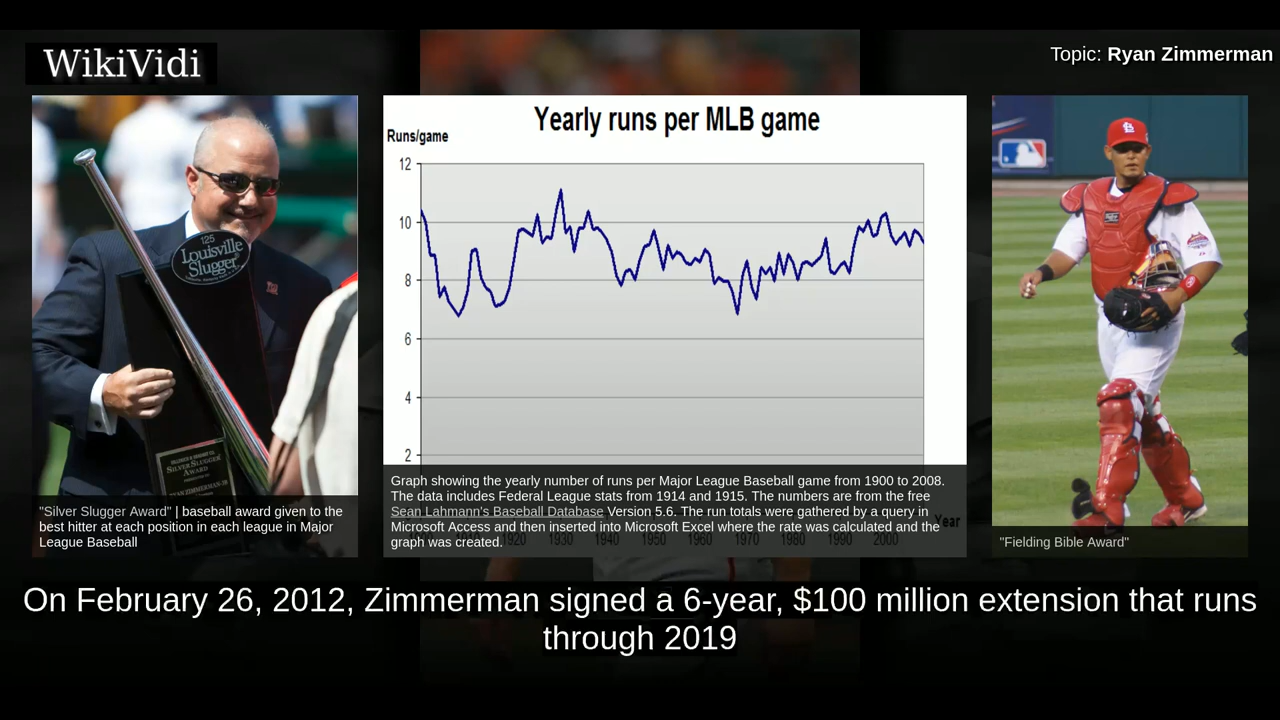 WikiVidi
Topic: Ryan Zimmerman
125
Louisville
Slugger
SILVER SLUGGER
AWARD
"Silver Slugger Award" | baseball award given to the
best hitter at each position in each league in Major
League Baseball
Yearly runs per MLB game
Runs/game
12
10
8
6
4
2
Year
1900 1910 1920 1930 1940 1950 1960 1970 1980 1990 2000
Graph showing the yearly number of runs per Major League Baseball game from 1900 to 2008.
The data includes Federal League stats from 1914 and 1915. The numbers are from the free
Sean Lahmann's Baseball Database Version 5.6. The run totals were gathered by a query in
Microsoft Access and then inserted into Microsoft Excel where the rate was calculated and the
graph was created.
"Fielding Bible Award"
On February 26, 2012, Zimmerman signed a 6-year, $100 million extension that runs
through 2019